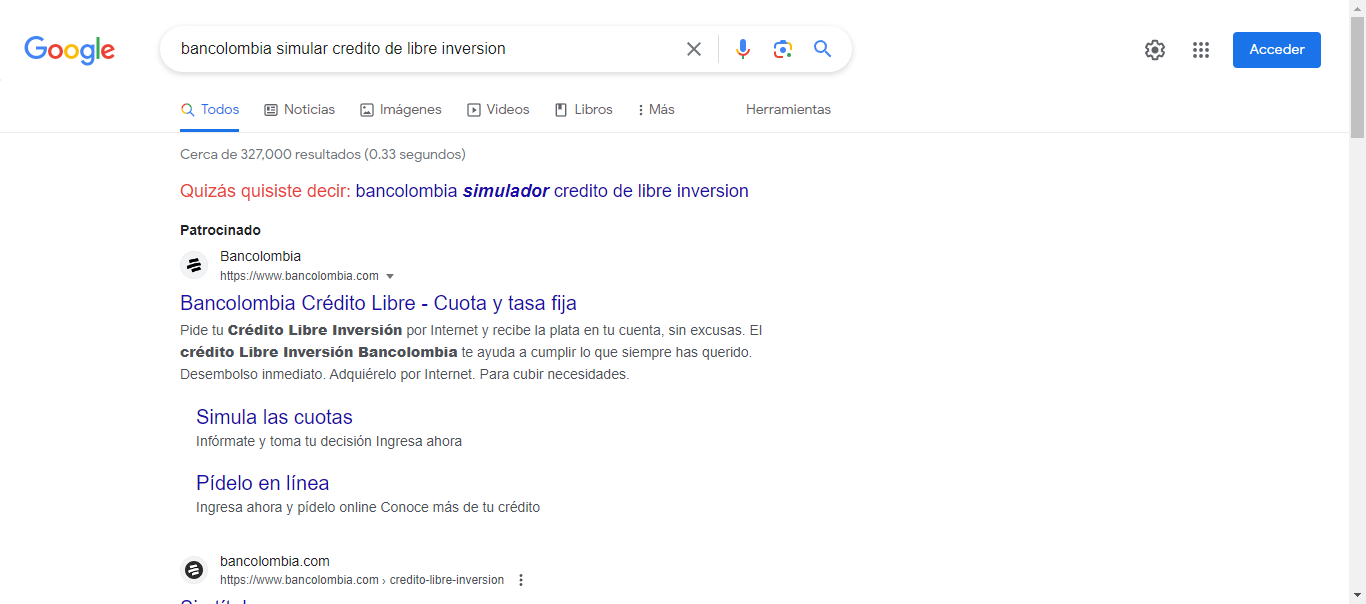 Google
bancolombia simular credito de libre inversion
Acceder
Todos
Noticias
Imágenes
Videos
Libros
Más
Herramientas
Cerca de 327,000 resultados (0.33 segundos)
Quizás quisiste decir: bancolombia simulador credito de libre inversion
Patrocinado
Bancolombia
https://www.bancolombia.com
Bancolombia Crédito Libre - Cuota y tasa fija
Pide tu Crédito Libre Inversión por Internet y recibe la plata en tu cuenta, sin excusas. El
crédito Libre Inversión Bancolombia te ayuda a cumplir lo que siempre has querido.
Desembolso inmediato. Adquiérelo por Internet. Para cubrir necesidades.
Simula las cuotas
Infórmate y toma tu decisión Ingresa ahora
Pídelo en línea
Ingresa ahora y pídelo online Conoce más de tu crédito
bancolombia.com
https://www.bancolombia.com › credito-libre-inversion